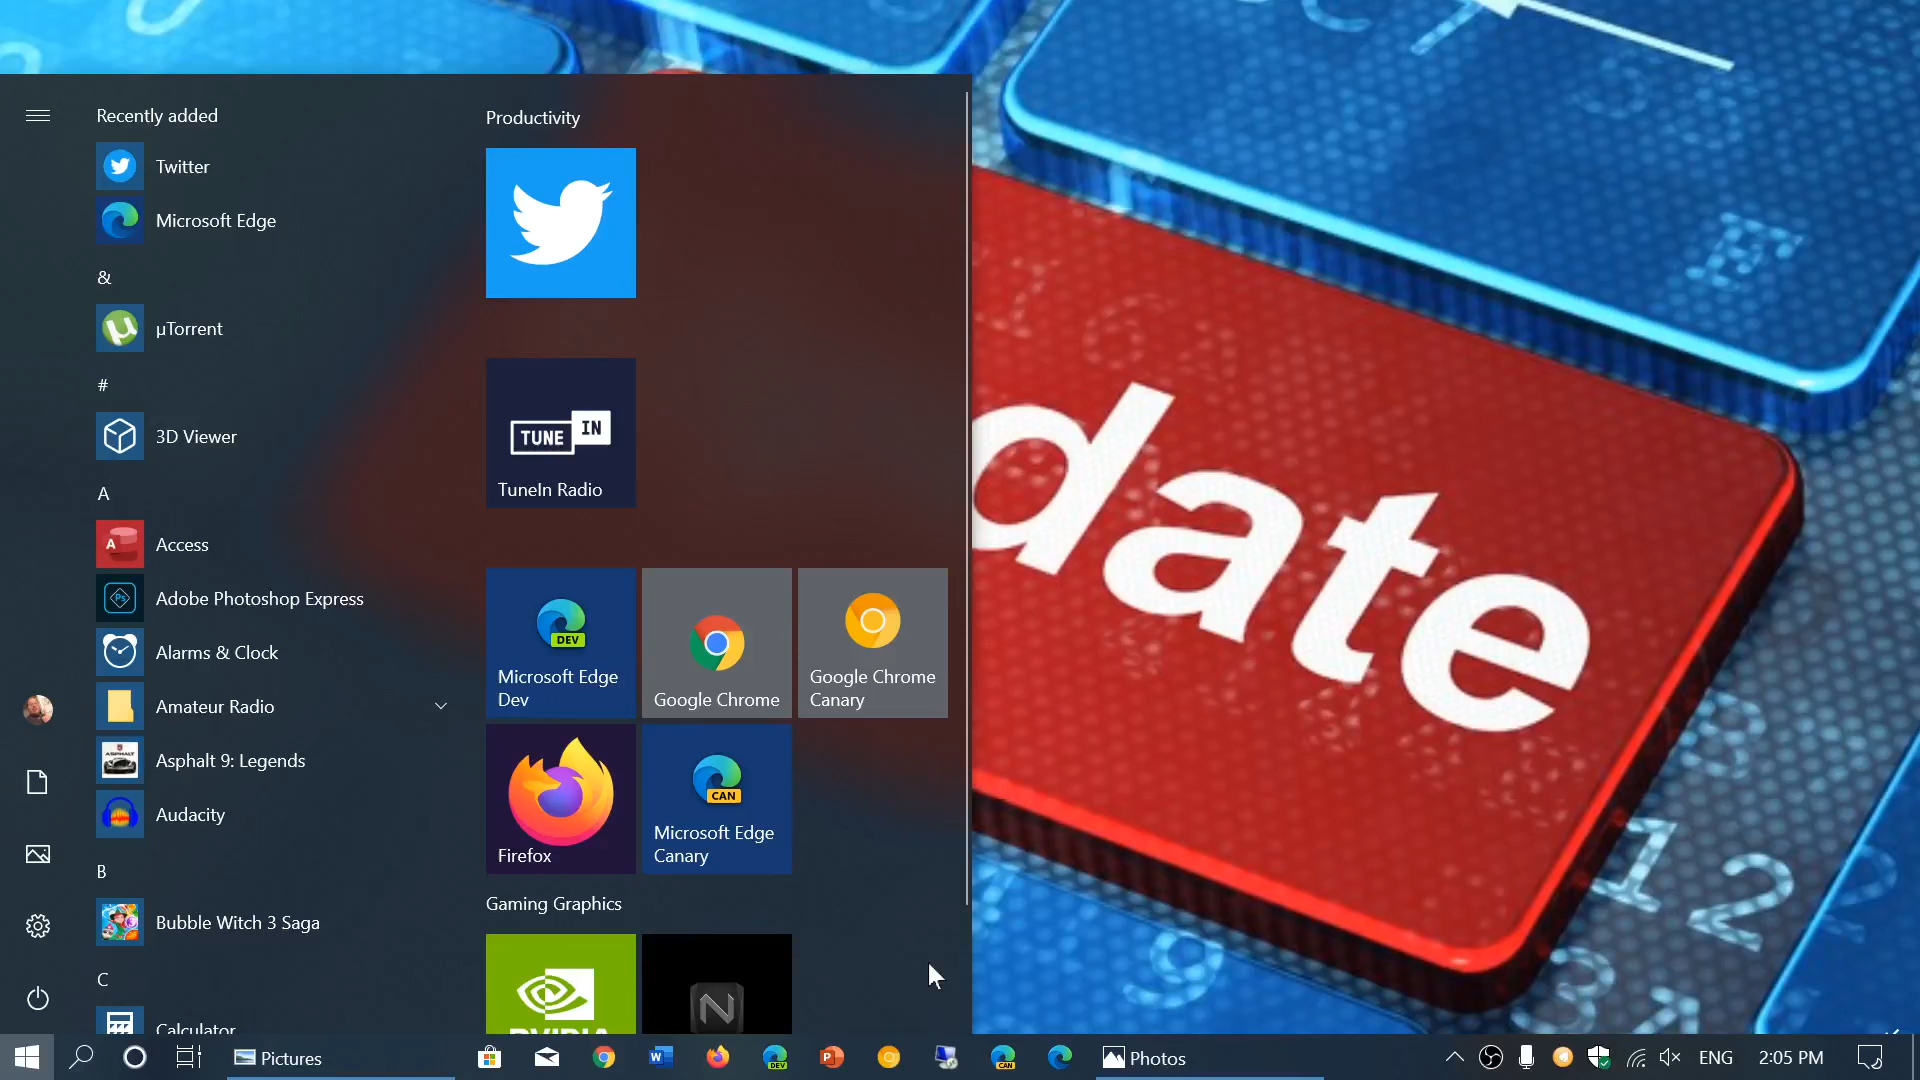 Recently added
Twitter
Microsoft Edge
&
µTorrent
#
3D Viewer
A
Access
Adobe Photoshop Express
Alarms & Clock
Amateur Radio
Asphalt 9: Legends
Audacity
B
Bubble Witch 3 Saga
C
Calculator
Productivity
TUNE IN
TuneIn Radio
DEV
Microsoft Edge
Dev
Google Chrome
Google Chrome
Canary
Firefox
CAN
Microsoft Edge
Canary
Gaming Graphics
NVIDIA
N
date
Pictures
Photos
ENG
2:05 PM